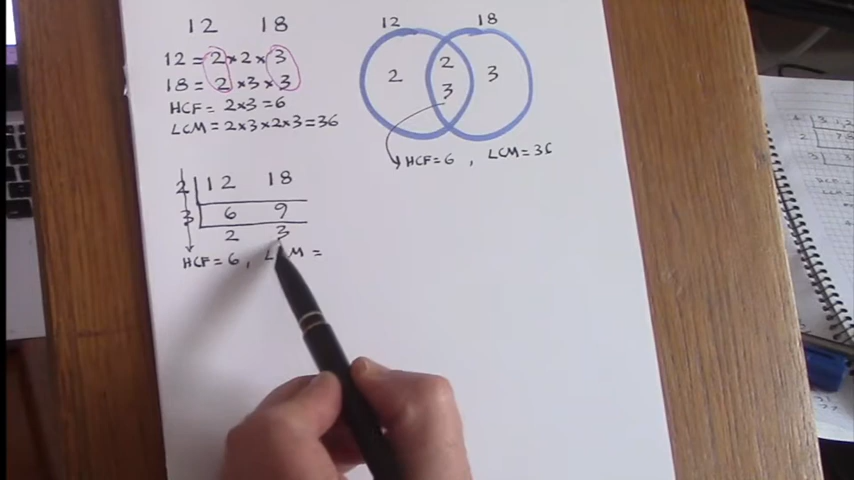 12 18
12 = 2 × 2 × 3
18 = 2 × 3 × 3
HCF = 2×3 = 6
LCM = 2×3×2×3 = 36
12 18
2 2 3
3
HCF = 6 , LCM = 36
2 12 18
3 6 9
2 3
HCF = 6 , LCM =